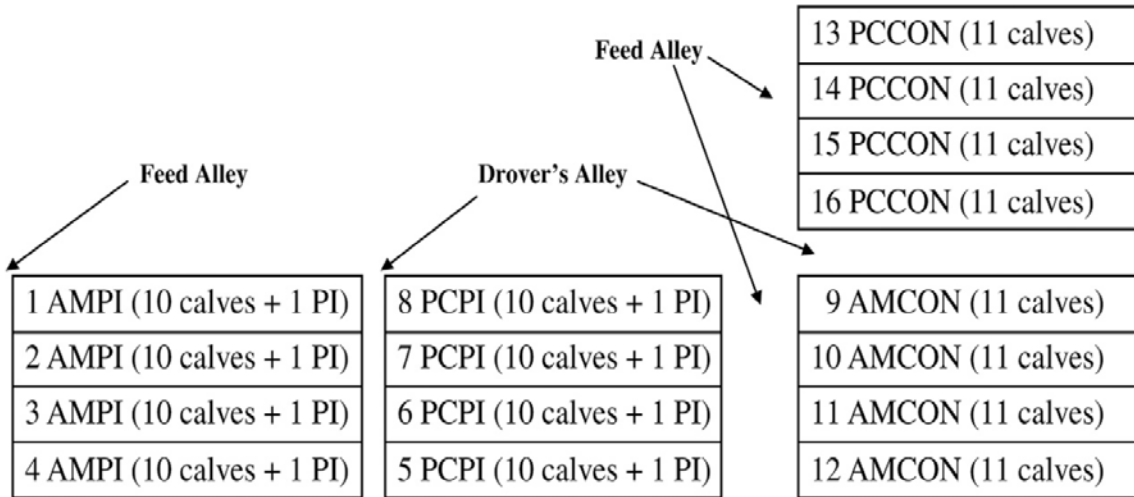 Feed Alley
13 PCCON (11 calves)
14 PCCON (11 calves)
15 PCCON (11 calves)
16 PCCON (11 calves)
Feed Alley
Drover's Alley
1 AMPI (10 calves + 1 PI)
2 AMPI (10 calves + 1 PI)
3 AMPI (10 calves + 1 PI)
4 AMPI (10 calves + 1 PI)
8 PCPI (10 calves + 1 PI)
7 PCPI (10 calves + 1 PI)
6 PCPI (10 calves + 1 PI)
5 PCPI (10 calves + 1 PI)
9 AMCON (11 calves)
10 AMCON (11 calves)
11 AMCON (11 calves)
12 AMCON (11 calves)